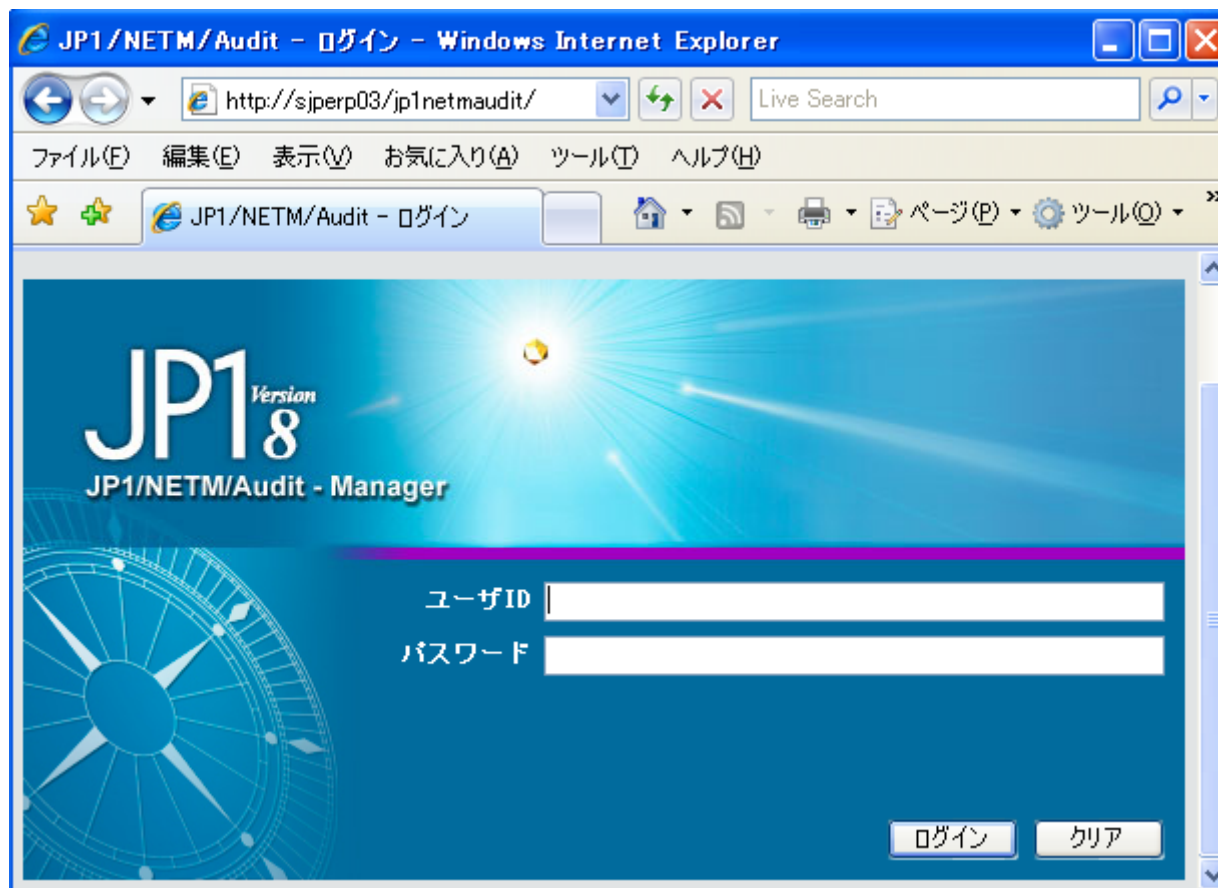 JP1/NETM/Audit - ログイン - Windows Internet Explorer
http://sjperp03/jp1netmaudit/
Live Search
ファイル(F) 編集(E) 表示(V) お気に入り(A) ツール(T) ヘルプ(H)
JP1/NETM/Audit - ログイン
ページ(P) ツール(O) »
JP1 Version 8
JP1/NETM/Audit - Manager
ユーザID
パスワード
ログイン クリア